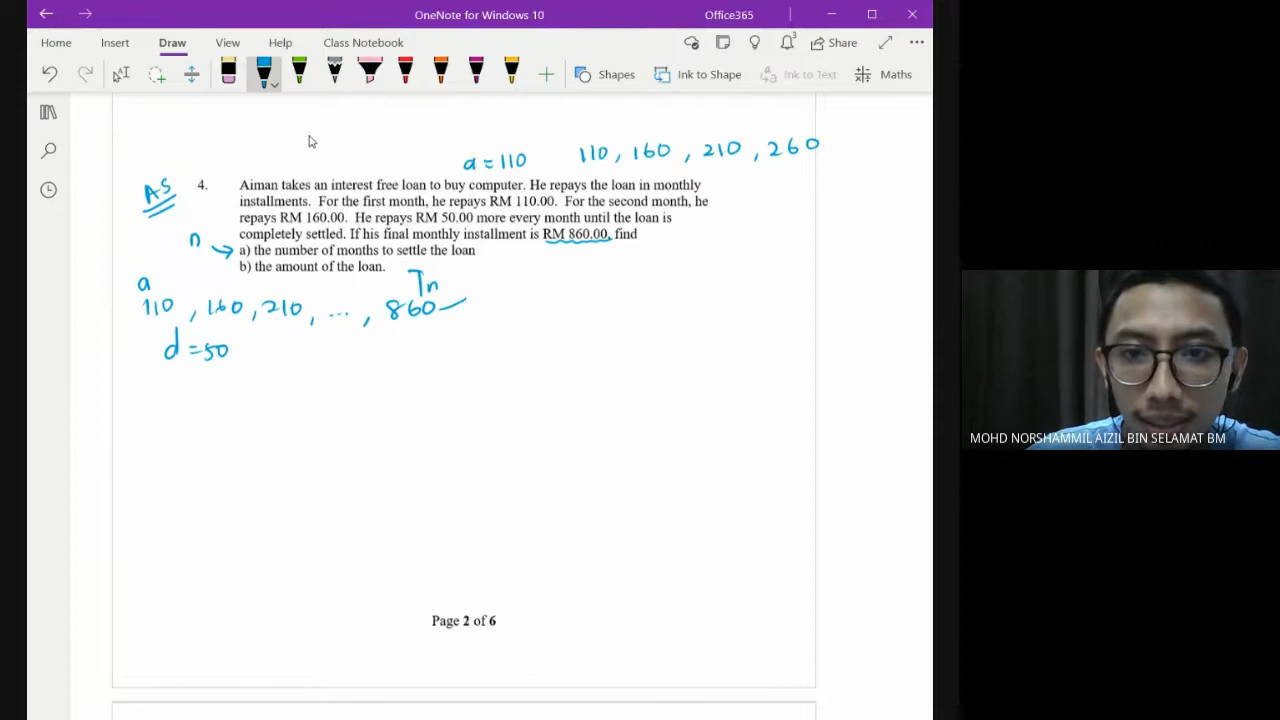 OneNote for Windows 10
Office365
Home Insert Draw View Help Class Notebook
3
Share
Shapes Ink to Shape Ink to Text Maths
a = 110 110, 160, 210, 260
AS
4. Aiman takes an interest free loan to buy computer. He repays the loan in monthly
installments. For the first month, he repays RM 110.00. For the second month, he
repays RM 160.00. He repays RM 50.00 more every month until the loan is
completely settled. If his final monthly installment is RM 860.00, find
n
a) the number of months to settle the loan
b) the amount of the loan.
a Tn
110, 160, 210, ..., 860
d = 50
Page 2 of 6
MOHD NORSHAMMIL AIZIL BIN SELAMAT BM